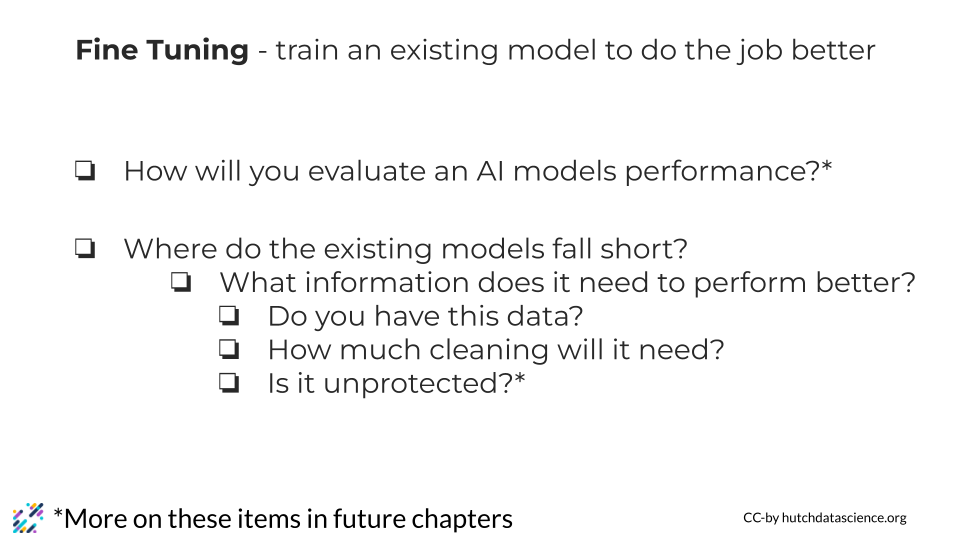 Fine Tuning - train an existing model to do the job better
❏ How will you evaluate an AI models performance?*
❏ Where do the existing models fall short?
❏ What information does it need to perform better?
❏ Do you have this data?
❏ How much cleaning will it need?
❏ Is it unprotected?*
*More on these items in future chapters
CC-by hutchdatascience.org